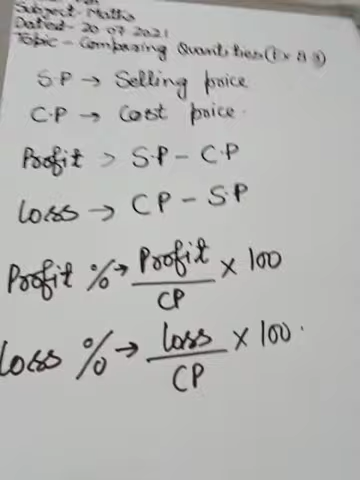 Subject - Maths
Dated - 20.07.2021
Topic - Comparing Quantities
S.P → Selling price
C.P → Cost price.
Profit > S.P - C.P
Loss → CP - S.P
Profit % → Profit/CP × 100
Loss % → Loss/CP × 100.